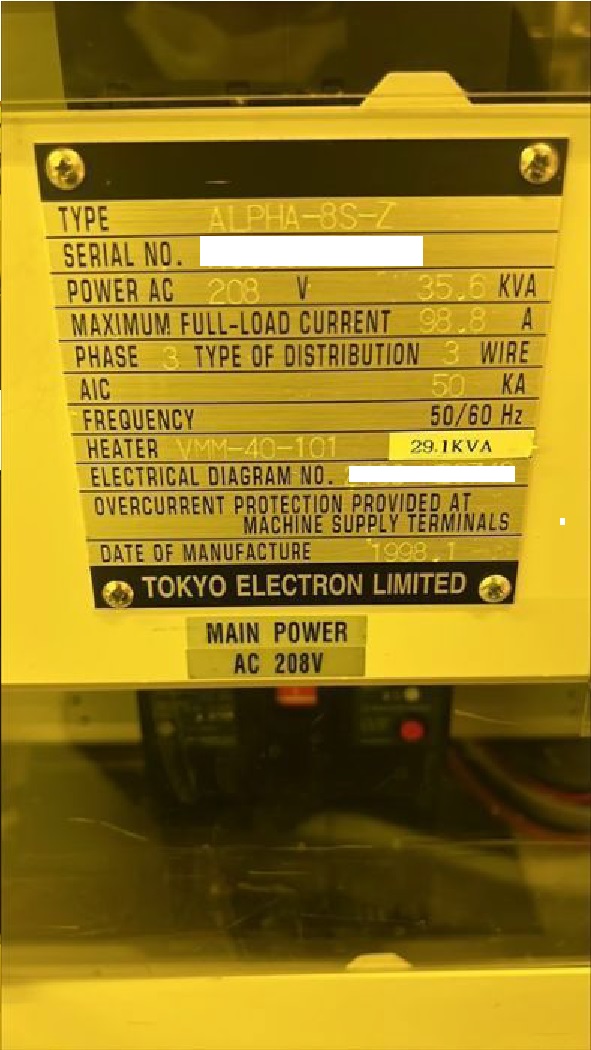 TYPE ALPHA-8S-Z
SERIAL NO.
POWER AC 208 V 35.6 KVA
MAXIMUM FULL-LOAD CURRENT 98.8 A
PHASE 3 TYPE OF DISTRIBUTION 3 WIRE
AIC 50 KA
FREQUENCY 50/60 Hz
HEATER VMM-40-101 29.1KVA
ELECTRICAL DIAGRAM NO.
OVERCURRENT PROTECTION PROVIDED AT
MACHINE SUPPLY TERMINALS
DATE OF MANUFACTURE 1998.1
TOKYO ELECTRON LIMITED
MAIN POWER
AC 208V